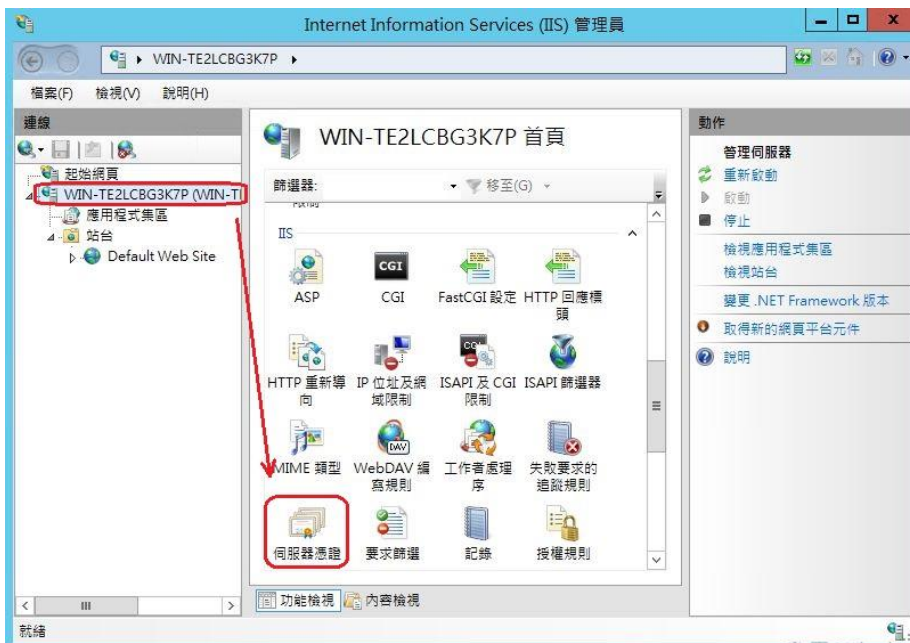 Internet Information Services (IIS) 管理員
WIN-TE2LCBG3K7P
檔案(F) 檢視(V) 說明(H)
連線
起始網頁
WIN-TE2LCBG3K7P (WIN-TI
應用程式集區
站台
Default Web Site
WIN-TE2LCBG3K7P 首頁
篩選器:
移至(G)
限制
IIS
ASP
CGI
FastCGI 設定
HTTP 回應標
頭
HTTP 重新導
向
IP 位址及網
域限制
ISAPI 及 CGI
限制
ISAPI 篩選器
MIME 類型
WebDAV 編
寫規則
工作者處理
序
失敗要求的
追蹤規則
伺服器憑證
要求篩選
記錄
授權規則
功能檢視
內容檢視
動作
管理伺服器
重新啟動
啟動
停止
檢視應用程式集區
檢視站台
變更 .NET Framework 版本
取得新的網頁平台元件
說明
就緒